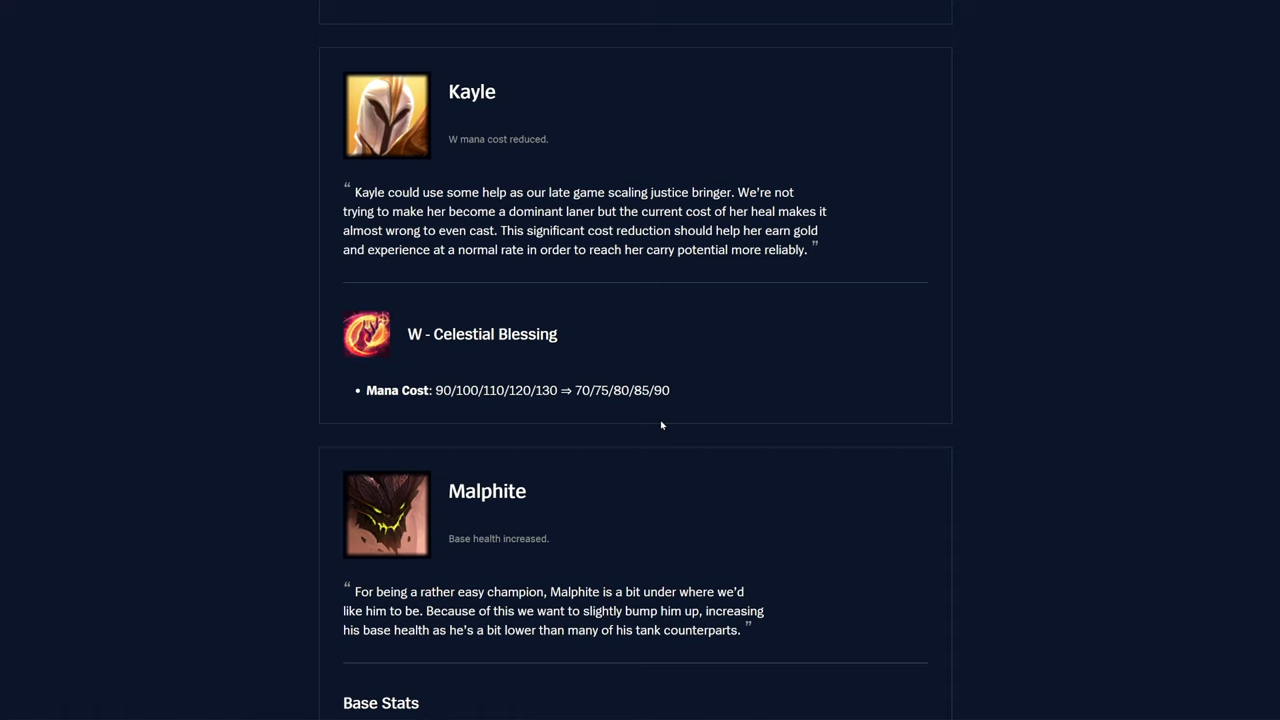 Kayle
W mana cost reduced.
“ Kayle could use some help as our late game scaling justice bringer. We’re not
trying to make her become a dominant laner but the current cost of her heal makes it
almost wrong to even cast. This significant cost reduction should help her earn gold
and experience at a normal rate in order to reach her carry potential more reliably. ”
W - Celestial Blessing
• Mana Cost: 90/100/110/120/130 ⇒ 70/75/80/85/90
Malphite
Base health increased.
“ For being a rather easy champion, Malphite is a bit under where we’d
like him to be. Because of this we want to slightly bump him up, increasing
his base health as he’s a bit lower than many of his tank counterparts. ”
Base Stats